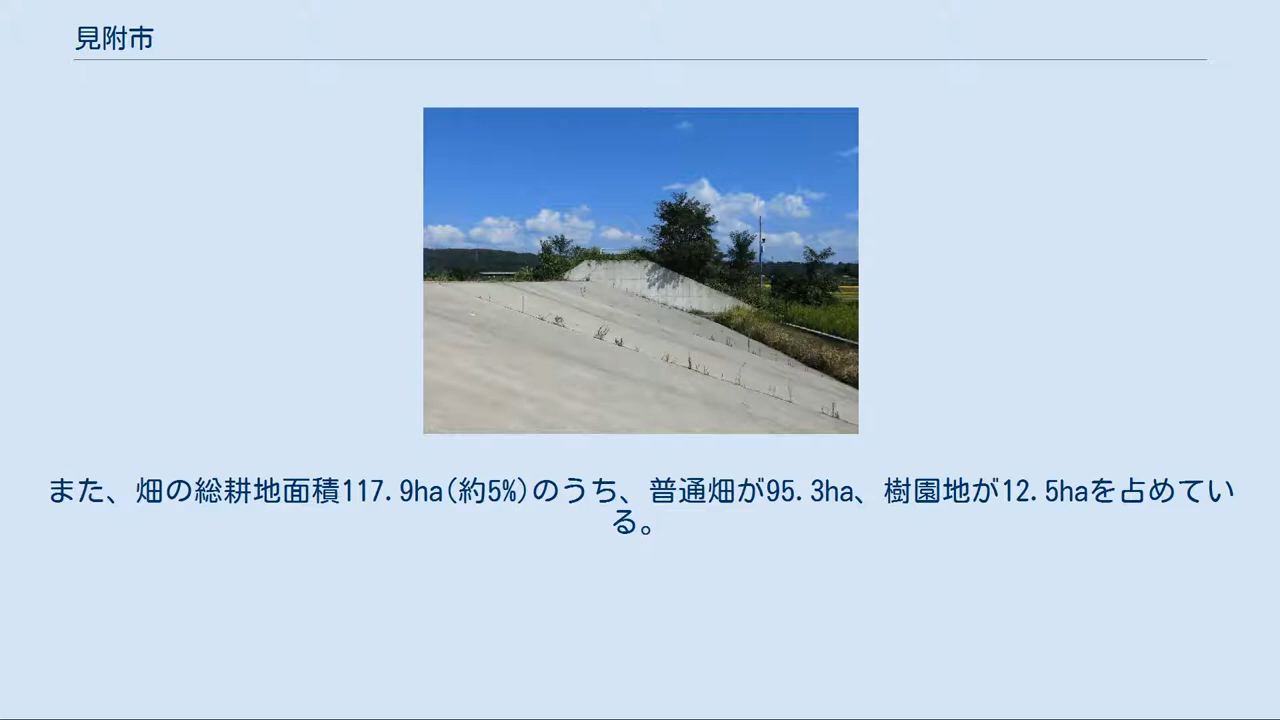 見附市
また、畑の総耕地面積117.9ha(約5%)のうち、普通畑が95.3ha、樹園地が12.5haを占めてい
る。